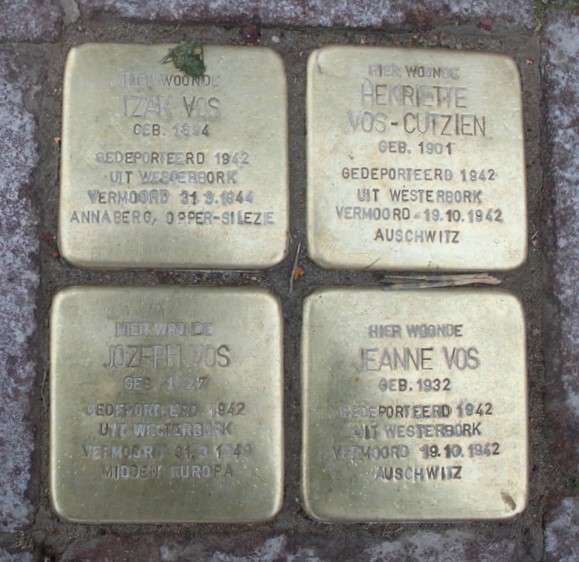 HIER WOONDE
IZAK VOS
GEB. 1894
GEDEPORTEERD 1942
UIT WESTERBORK
VERMOORD 31.3.1944
ANNABERG, OPPER-SILEZIE
HIER WOONDE
HENRIETTE
VOS-CUTZIEN
GEB. 1901
GEDEPORTEERD 1942
UIT WESTERBORK
VERMOORD 19.10.1942
AUSCHWITZ
HIER WOONDE
JOZEPH VOS
GEB.
GEDEPORTEERD 1942
UIT WESTERBORK
VERMOORD
MIDDEN EUROPA
HIER WOONDE
JEANNE VOS
GEB. 1932
GEDEPORTEERD 1942
UIT WESTERBORK
VERMOORD 19.10.1942
AUSCHWITZ